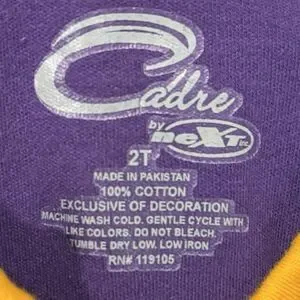 Cadre
by neXt inc
2T
MADE IN PAKISTAN
100% COTTON
EXCLUSIVE OF DECORATION
MACHINE WASH COLD. GENTLE CYCLE WITH
LIKE COLORS. DO NOT BLEACH.
TUMBLE DRY LOW. LOW IRON
RN# 119105